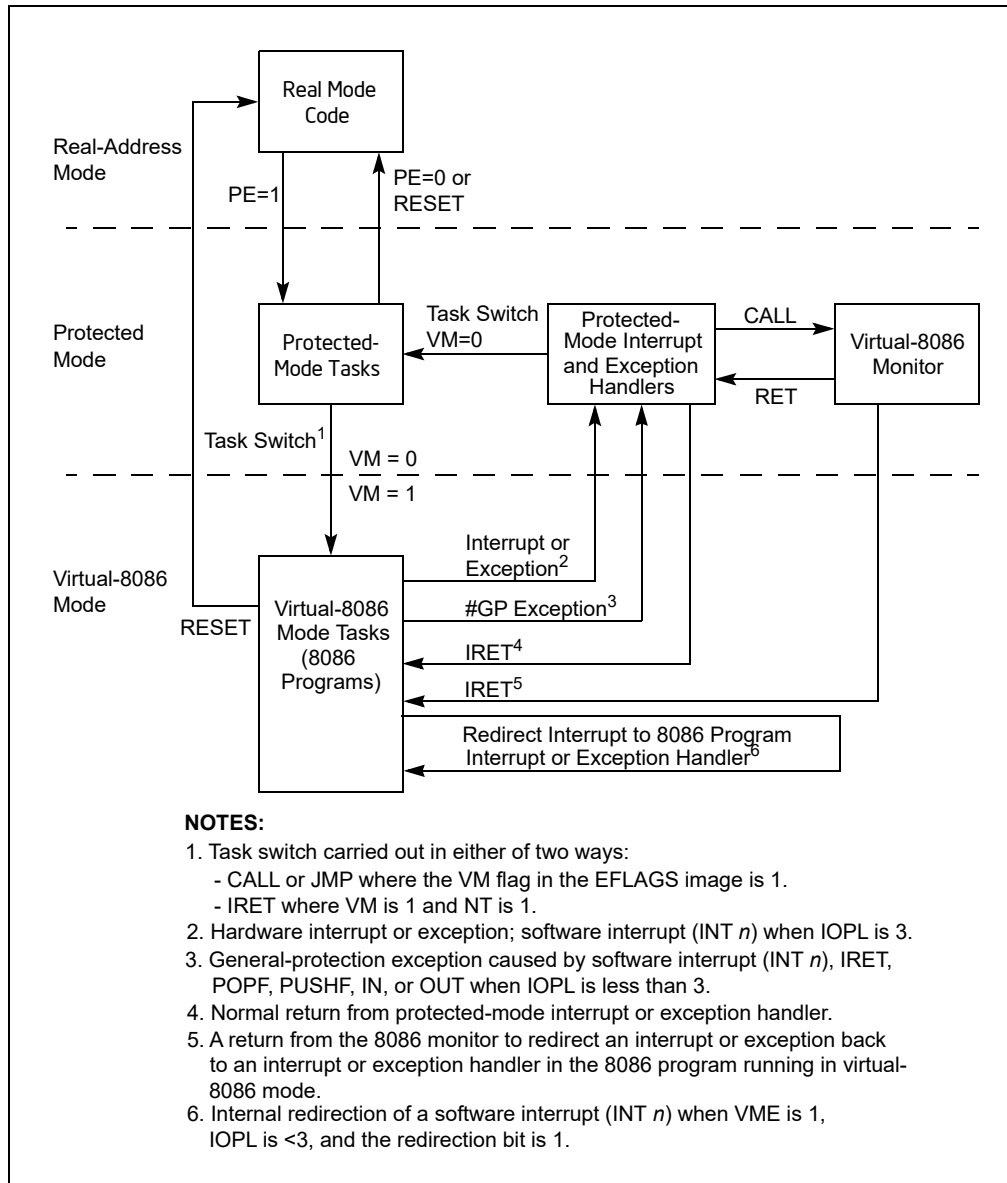 Real Mode
Code
Real-Address
Mode
PE=1
PE=0 or
RESET
Protected
Mode
Protected-
Mode Tasks
Task Switch
VM=0
Protected-
Mode Interrupt
and Exception
Handlers
CALL
RET
Virtual-8086
Monitor
Task Switch1
VM = 0
VM = 1
Virtual-8086
Mode
RESET
Virtual-8086
Mode Tasks
(8086
Programs)
Interrupt or
Exception2
#GP Exception3
IRET4
IRET5
Redirect Interrupt to 8086 Program
Interrupt or Exception Handler6
NOTES:
1. Task switch carried out in either of two ways:
- CALL or JMP where the VM flag in the EFLAGS image is 1.
- IRET where VM is 1 and NT is 1.
2. Hardware interrupt or exception; software interrupt (INT n) when IOPL is 3.
3. General-protection exception caused by software interrupt (INT n), IRET,
POPF, PUSHF, IN, or OUT when IOPL is less than 3.
4. Normal return from protected-mode interrupt or exception handler.
5. A return from the 8086 monitor to redirect an interrupt or exception back
to an interrupt or exception handler in the 8086 program running in virtual-
8086 mode.
6. Internal redirection of a software interrupt (INT n) when VME is 1,
IOPL is <3, and the redirection bit is 1.